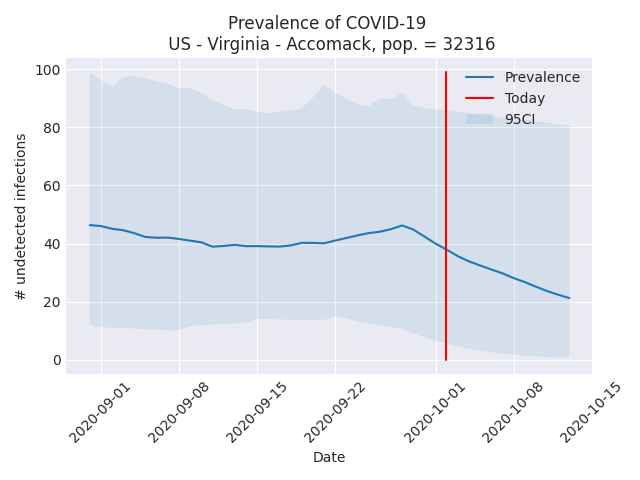 Prevalence of COVID-19
US - Virginia - Accomack, pop. = 32316
# undetected infections
100
80
60
40
20
0
Prevalence
Today
95CI
2020-09-01
2020-09-08
2020-09-15
2020-09-22
2020-10-01
2020-10-08
2020-10-15
Date